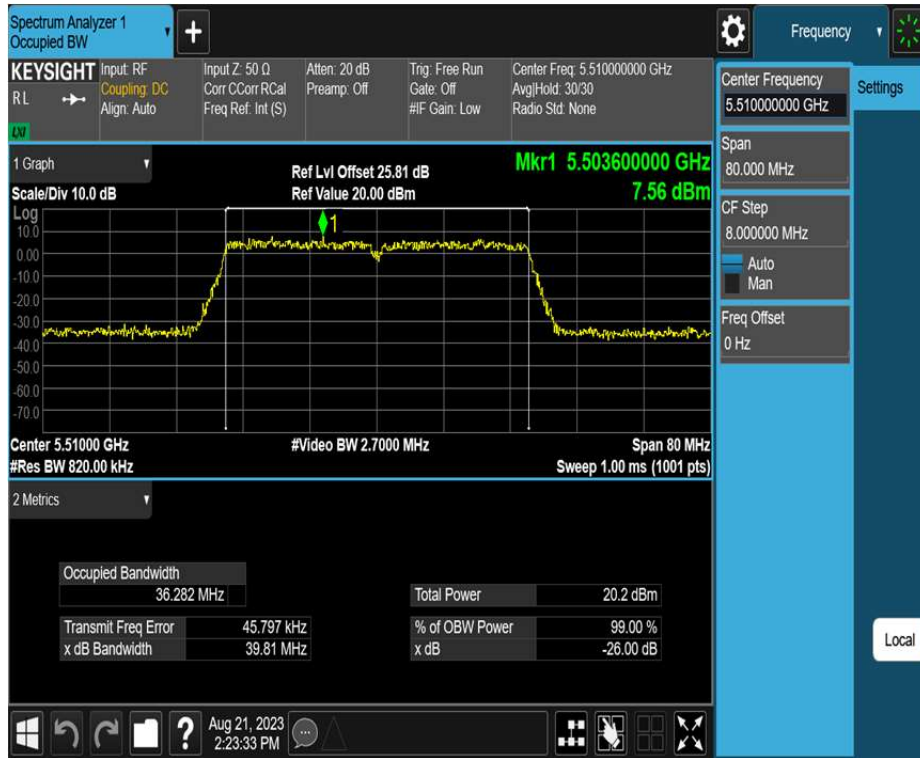 Spectrum Analyzer 1
Occupied BW
+
Frequency
KEYSIGHT
R L
LXI
Input: RF
Coupling: DC
Align: Auto
Input Z: 50 Ω
Corr CCorr RCal
Freq Ref: Int (S)
Atten: 20 dB
Preamp: Off
Trig: Free Run
Gate: Off
#IF Gain: Low
Center Freq: 5.510000000 GHz
Avg|Hold: 30/30
Radio Std: None
Center Frequency
5.510000000 GHz
Settings
Span
80.000 MHz
CF Step
8.000000 MHz
Auto
Man
Freq Offset
0 Hz
Local
1 Graph
Scale/Div 10.0 dB
Ref Lvl Offset 25.81 dB
Ref Value 20.00 dBm
Mkr1 5.503600000 GHz
7.56 dBm
Log
1
10.0
0.00
-10.0
-20.0
-30.0
-40.0
-50.0
-60.0
-70.0
Center 5.51000 GHz
#Video BW 2.7000 MHz
Span 80 MHz
#Res BW 820.00 kHz
Sweep 1.00 ms (1001 pts)
2 Metrics
Occupied Bandwidth
36.282 MHz
Total Power 20.2 dBm
Transmit Freq Error 45.797 kHz
% of OBW Power 99.00 %
x dB Bandwidth 39.81 MHz
x dB -26.00 dB
?
Aug 21, 2023
2:23:33 PM